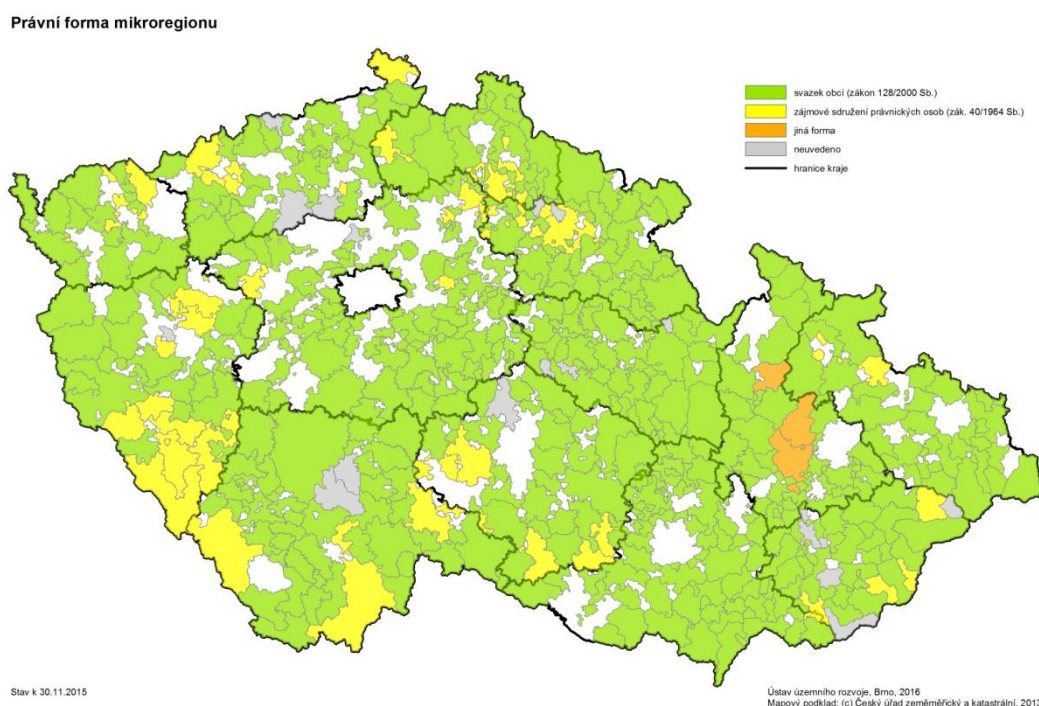 Právní forma mikroregionu
svazek obcí (zákon 128/2000 Sb.)
zájmové sdružení právnických osob (zák. 40/1964 Sb.)
jiná forma
neuvedeno
hranice kraje
Stav k 30.11.2015
Ústav územního rozvoje, Brno, 2016
Mapový podklad: (c) Český úřad zeměměřický a katastrální, 2013